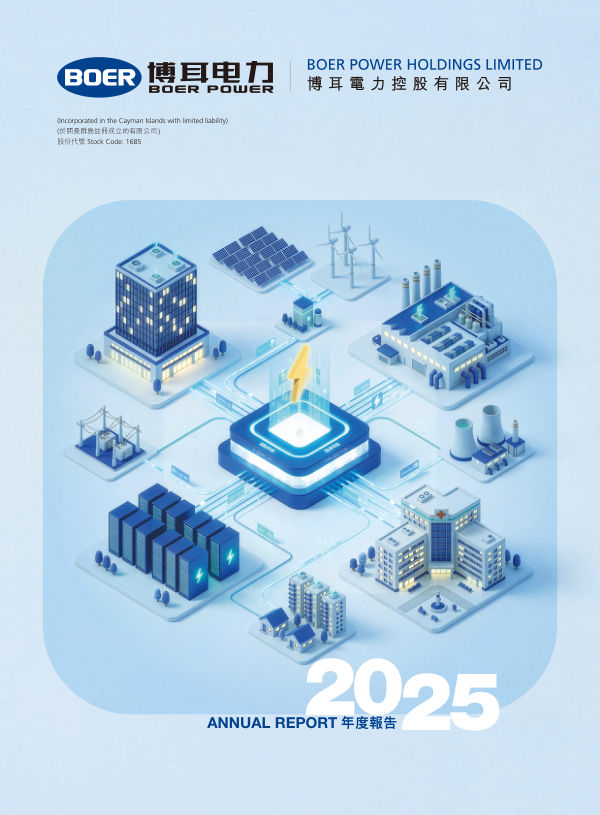 BOER 博耳电力
BOER POWER
BOER POWER HOLDINGS LIMITED
博耳電力控股有限公司
(Incorporated in the Cayman Islands with limited liability)
(於開曼群島註冊成立的有限公司)
股份代號 Stock Code: 1685
2025
ANNUAL REPORT 年度報告